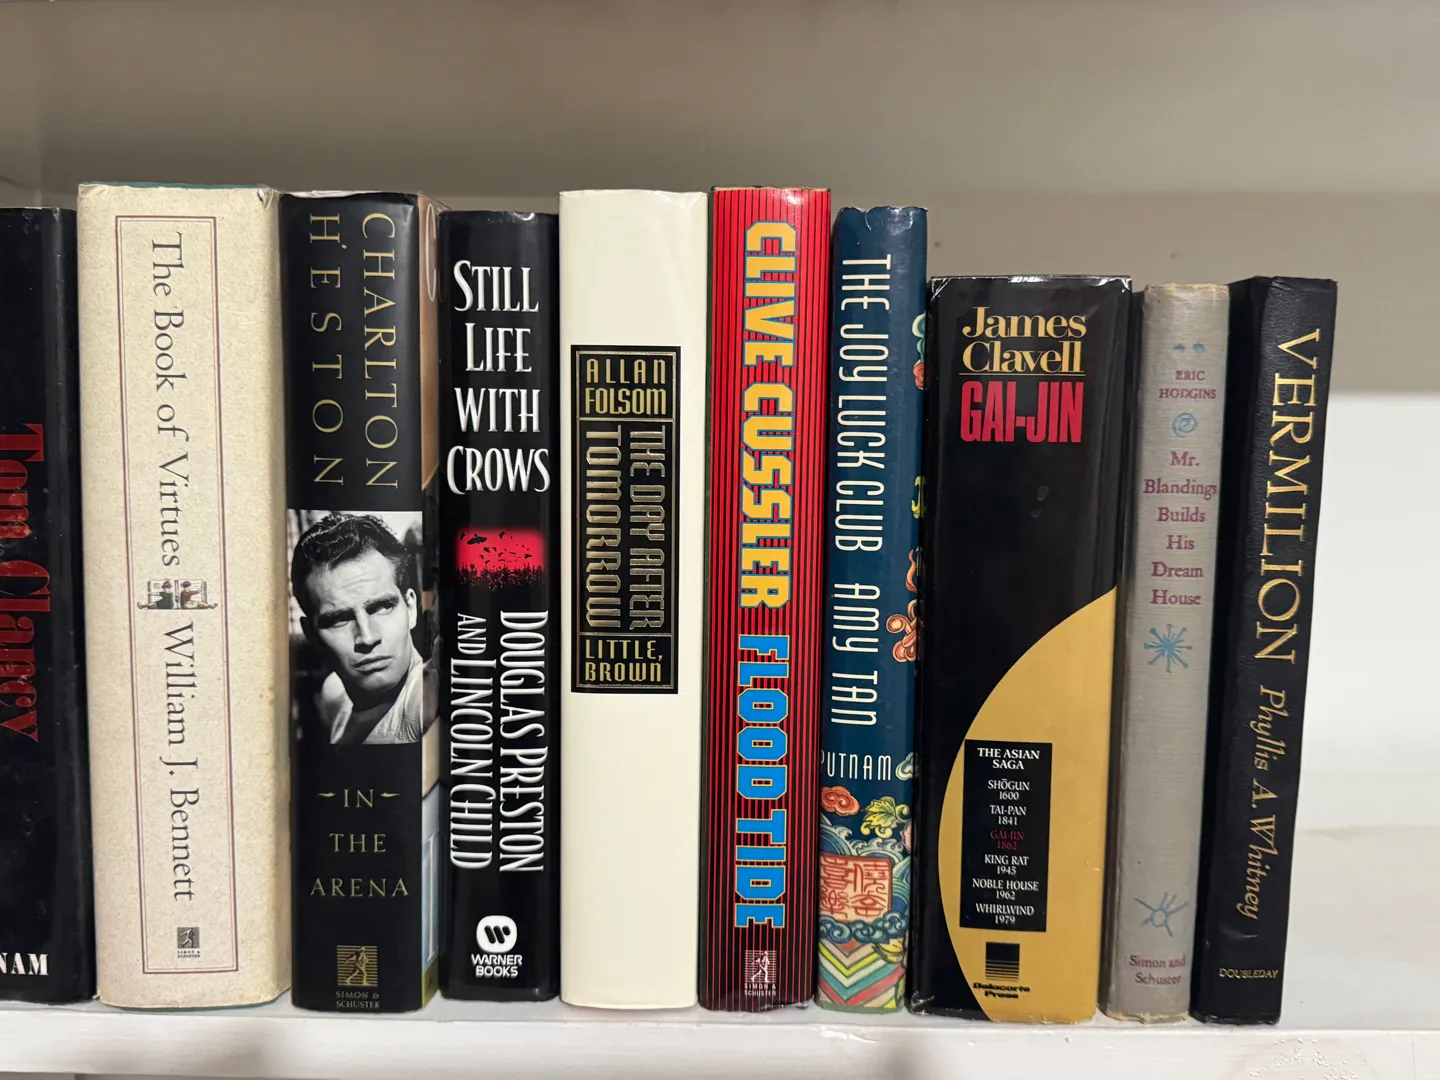 Tom Clancy
NAM
The Book of Virtues
William J. Bennett
SIMON &
SCHUSTER
CHARLTON
HESTON
IN
THE
ARENA
SIMON &
SCHUSTER
STILL
LIFE
WITH
CROWS
DOUGLAS PRESTON
AND LINCOLN CHILD
WARNER
BOOKS
ALLAN
FOLSOM
THE DAY AFTER
TOMORROW
LITTLE,
BROWN
CLIVE CUSSLER FLOOD TIDE
SIMON &
SCHUSTER
THE JOY LUCK CLUB AMY TAN
PUTNAM
James
Clavell
GAI-JIN
THE ASIAN
SAGA
SHŌGUN
1600
TAI-PAN
1841
GAI-JIN
1862
KING RAT
1945
NOBLE HOUSE
1962
WHIRLWIND
1979
Delacorte
Press
ERIC
HODGINS
Mr.
Blandings
Builds
His
Dream
House
Simon and
Schuster
VERMILION Phyllis A. Whitney
DOUBLEDAY